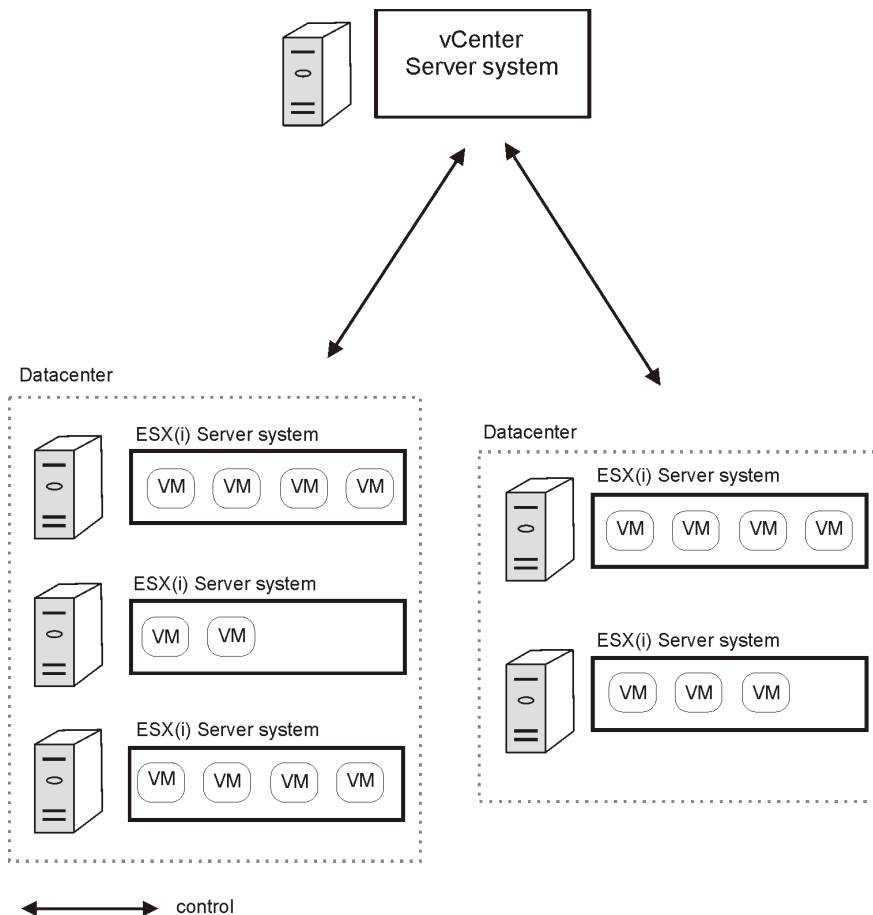 vCenter
Server system
Datacenter
ESX(i) Server system
VM VM VM VM
ESX(i) Server system
VM VM
ESX(i) Server system
VM VM VM VM
Datacenter
ESX(i) Server system
VM VM VM VM
ESX(i) Server system
VM VM VM
control